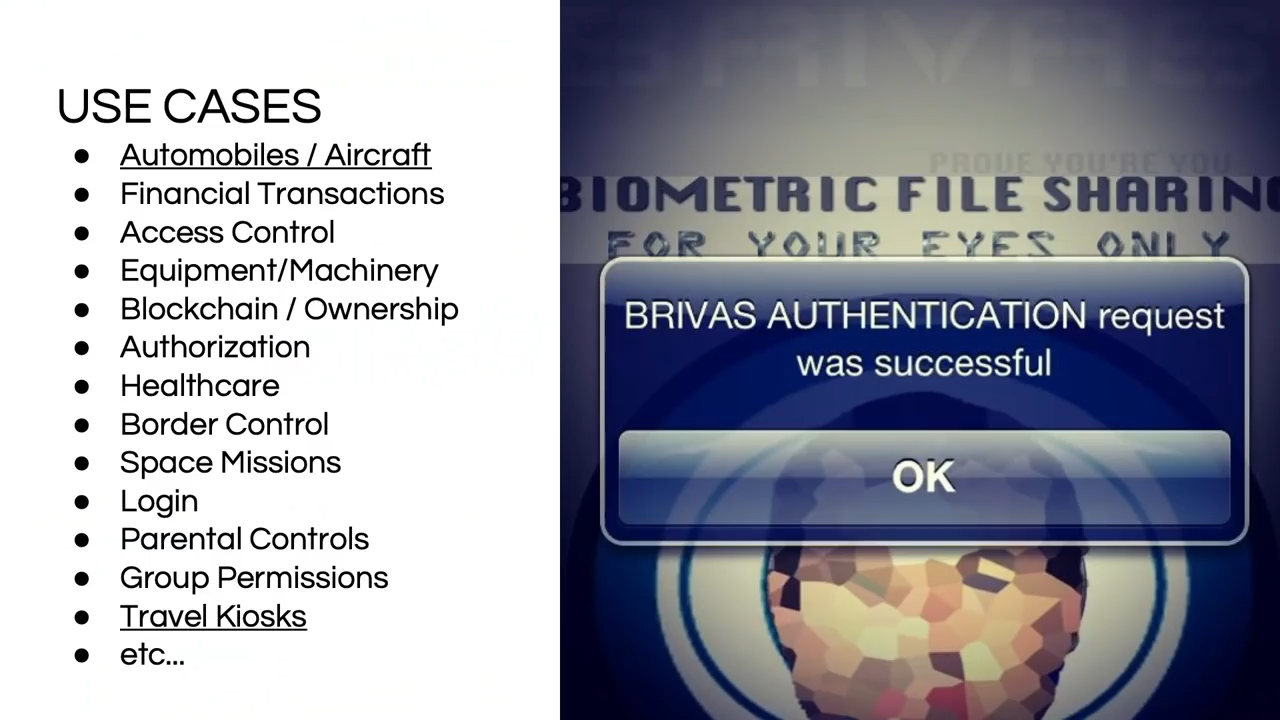 USE CASES
● Automobiles / Aircraft
● Financial Transactions
● Access Control
● Equipment/Machinery
● Blockchain / Ownership
● Authorization
● Healthcare
● Border Control
● Space Missions
● Login
● Parental Controls
● Group Permissions
● Travel Kiosks
● etc...
BRIVAS
PROVE YOU'RE YOU
BIOMETRIC FILE SHARING
FOR YOUR EYES ONLY
BRIVAS AUTHENTICATION request
was successful
OK